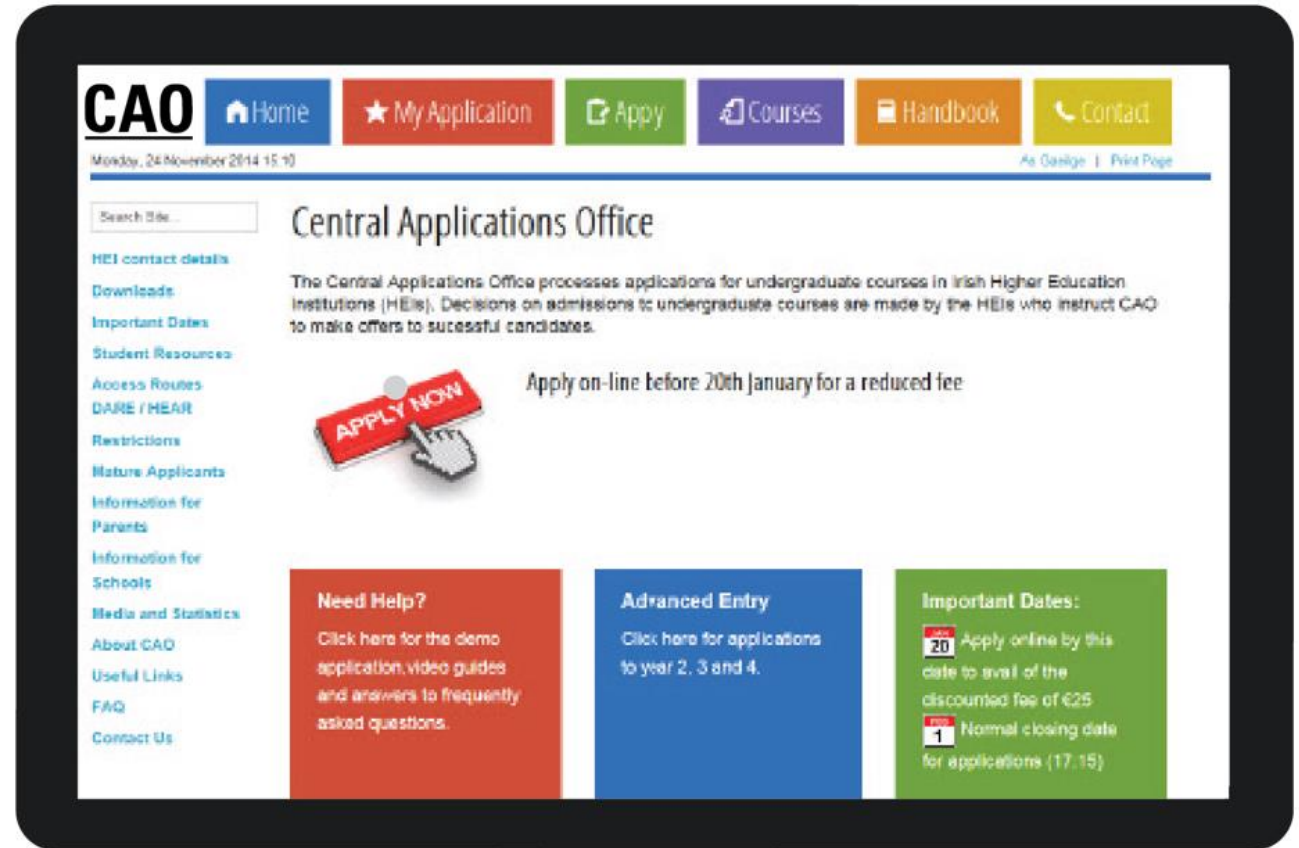 CAO
Home
My Application
Appy
Courses
Handbook
Contact
Monday, 24 November 2014 15:10
As Gaeilge | Print Page
Search Site...
HEI contact details
Downloads
Important Dates
Student Resources
Access Routes
DARE / HEAR
Restrictions
Mature Applicants
Information for
Parents
Information for
Schools
Media and Statistics
About CAO
Useful Links
FAQ
Contact Us
Central Applications Office
The Central Applications Office processes applications for undergraduate courses in Irish Higher Education
Institutions (HEIs). Decisions on admissions to undergraduate courses are made by the HEIs who instruct CAO
to make offers to sucessful candidates.
APPLY NOW
Apply on-line before 20th January for a reduced fee
Need Help?
Click here for the demo
application, video guides
and answers to frequently
asked questions.
Advanced Entry
Click here for applications
to year 2, 3 and 4.
Important Dates:
JAN
20 Apply online by this
date to avail of the
discounted fee of €25
FEB
1 Normal closing date
for applications (17:15)